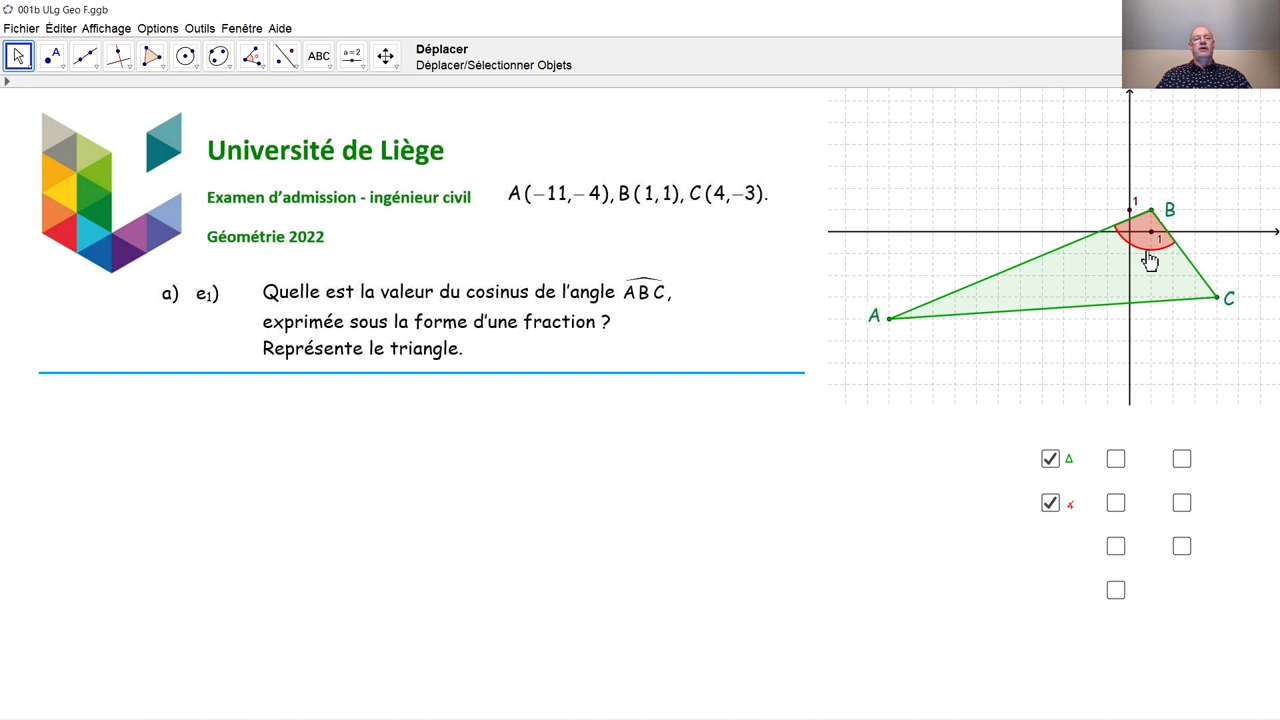 001b ULg Geo F.ggb
Fichier Éditer Affichage Options Outils Fenêtre Aide
A
ABC
a=2
Déplacer
Déplacer/Sélectionner Objets
Université de Liège
Examen d'admission - ingénieur civil
A(−11,−4), B(1,1), C(4,−3).
Géométrie 2022
a) e₁) Quelle est la valeur du cosinus de l'angle ABC,
exprimée sous la forme d'une fraction ?
Représente le triangle.
1
B
1
A
C